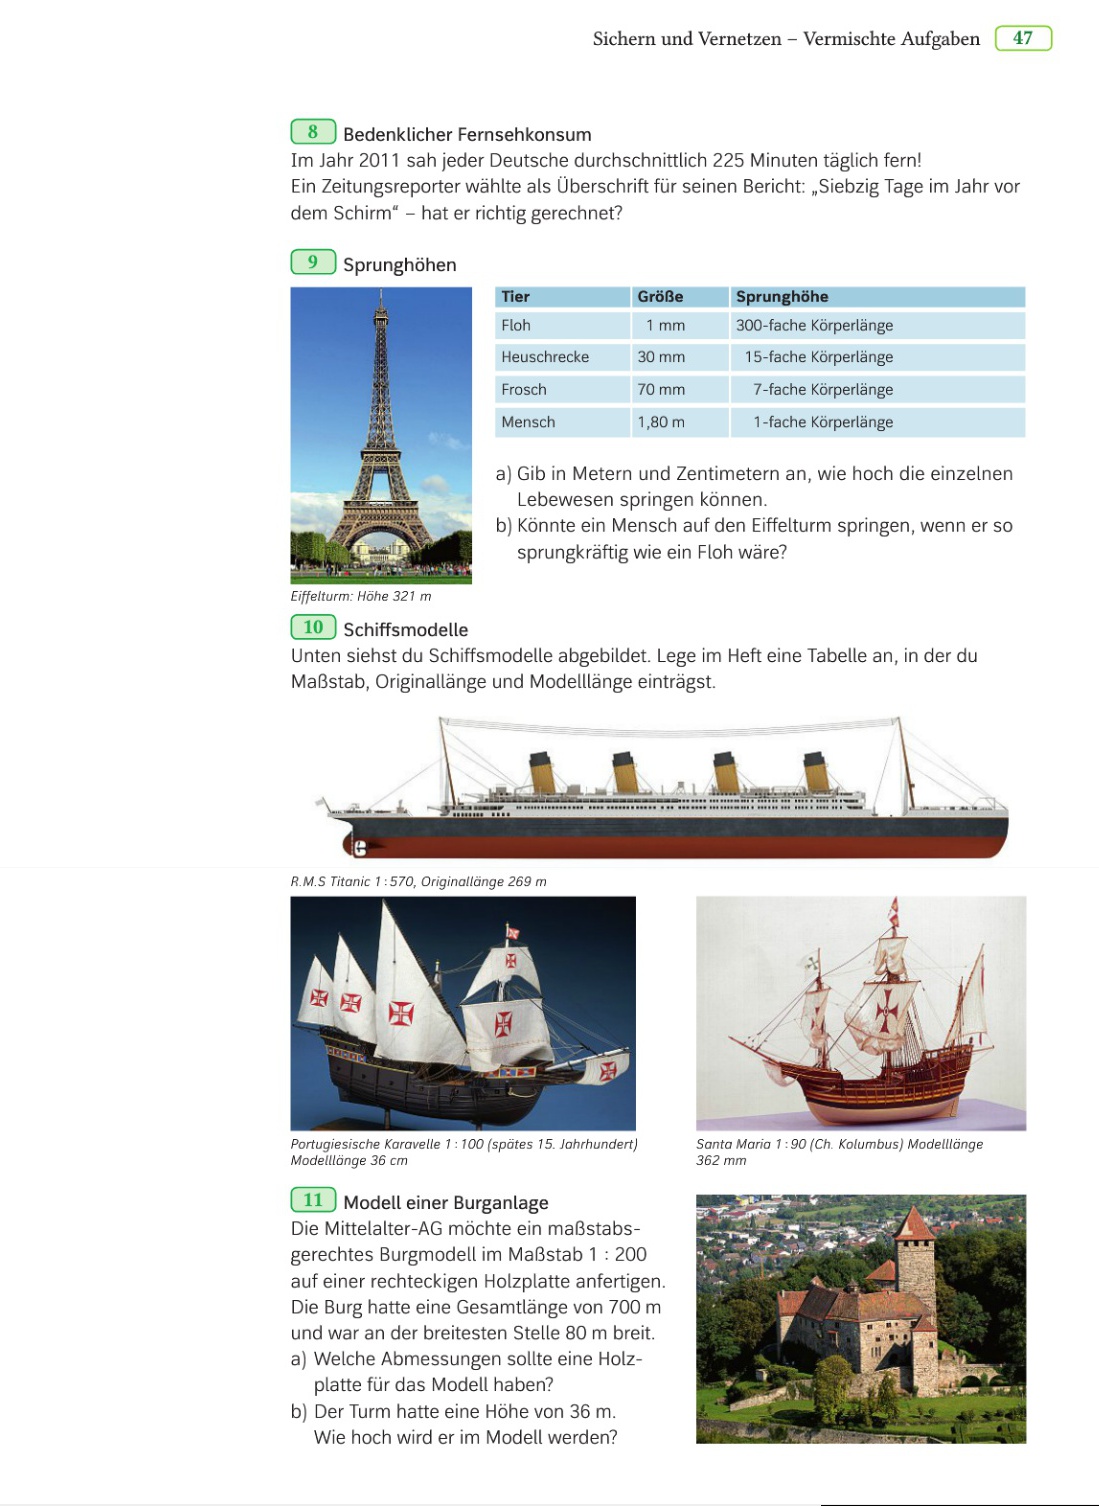 Sichern und Vernetzen – Vermischte Aufgaben 47
8 Bedenklicher Fernsehkonsum
Im Jahr 2011 sah jeder Deutsche durchschnittlich 225 Minuten täglich fern!
Ein Zeitungsreporter wählte als Überschrift für seinen Bericht: „Siebzig Tage im Jahr vor
dem Schirm“ – hat er richtig gerechnet?
9 Sprunghöhen
Tier Größe Sprunghöhe
Floh 1 mm 300-fache Körperlänge
Heuschrecke 30 mm 15-fache Körperlänge
Frosch 70 mm 7-fache Körperlänge
Mensch 1,80 m 1-fache Körperlänge
a) Gib in Metern und Zentimetern an, wie hoch die einzelnen
Lebewesen springen können.
b) Könnte ein Mensch auf den Eiffelturm springen, wenn er so
sprungkräftig wie ein Floh wäre?
Eiffelturm: Höhe 321 m
10 Schiffsmodelle
Unten siehst du Schiffsmodelle abgebildet. Lege im Heft eine Tabelle an, in der du
Maßstab, Originallänge und Modelllänge einträgst.
R.M.S Titanic 1 : 570, Originallänge 269 m
Portugiesische Karavelle 1 : 100 (spätes 15. Jahrhundert)
Modelllänge 36 cm
Santa Maria 1 : 90 (Ch. Kolumbus) Modelllänge
362 mm
11 Modell einer Burganlage
Die Mittelalter-AG möchte ein maßstabs-
gerechtes Burgmodell im Maßstab 1 : 200
auf einer rechteckigen Holzplatte anfertigen.
Die Burg hatte eine Gesamtlänge von 700 m
und war an der breitesten Stelle 80 m breit.
a) Welche Abmessungen sollte eine Holz-
platte für das Modell haben?
b) Der Turm hatte eine Höhe von 36 m.
Wie hoch wird er im Modell werden?